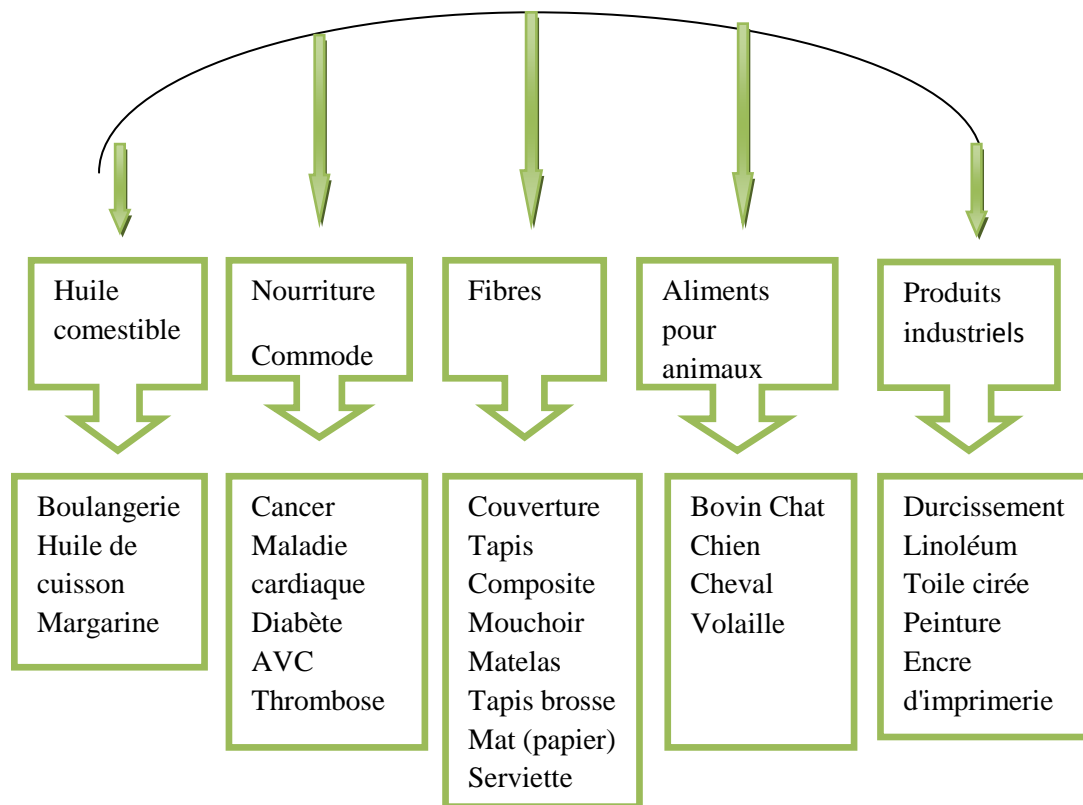 Huile
comestible
Nourriture
Commode
Fibres
Aliments
pour
animaux
Produits
industriels
Boulangerie
Huile de
cuisson
Margarine
Cancer
Maladie
cardiaque
Diabète
AVC
Thrombose
Couverture
Tapis
Composite
Mouchoir
Matelas
Tapis brosse
Mat (papier)
Serviette
Bovin Chat
Chien
Cheval
Volaille
Durcissement
Linoléum
Toile cirée
Peinture
Encre
d'imprimerie